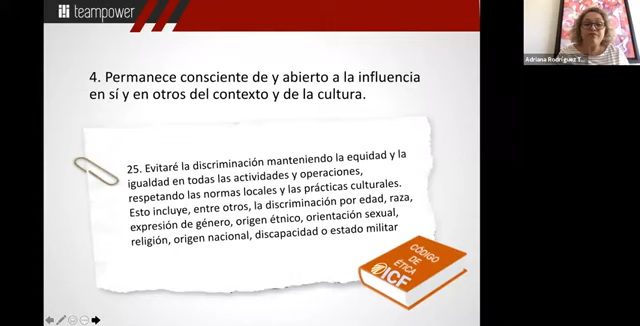 teampower
4. Permanece consciente de y abierto a la influencia
en sí y en otros del contexto y de la cultura.
25. Evitaré la discriminación manteniendo la equidad y la
igualdad en todas las actividades y operaciones,
respetando las normas locales y las prácticas culturales.
Esto incluye, entre otros, la discriminación por edad, raza,
expresión de género, origen étnico, orientación sexual,
religión, origen nacional, discapacidad o estado militar
CÓDIGO
DE
ÉTICA
ICF
Adriana Rodríguez T...